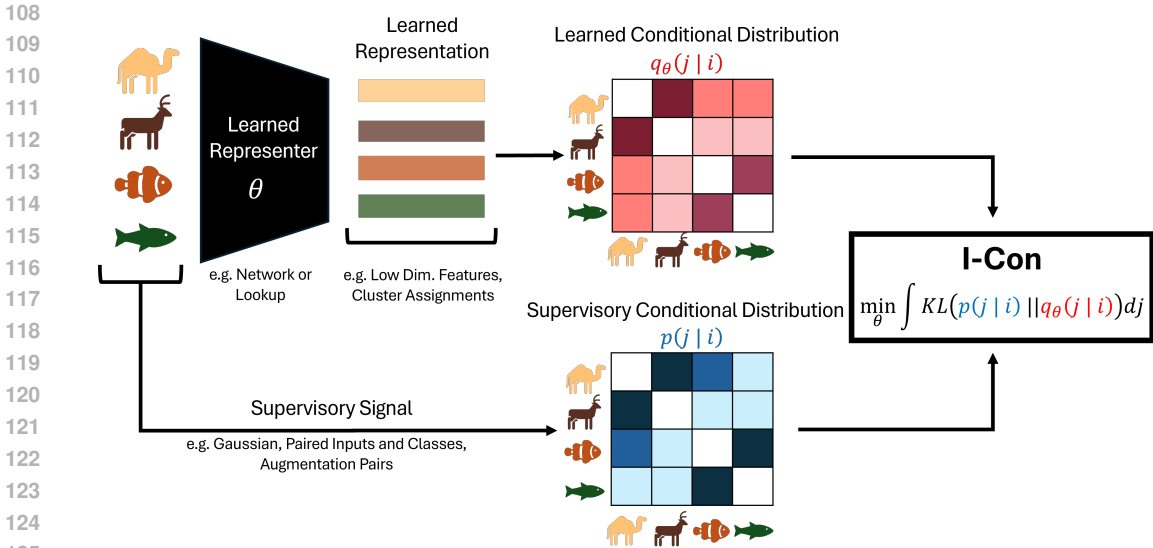 108
109
110
111
112
113
114
115
116
117
118
119
120
121
122
123
124
Learned
Representer
θ
e.g. Network or
Lookup
Learned
Representation
e.g. Low Dim. Features,
Cluster Assignments
Learned Conditional Distribution
qθ(j | i)
Supervisory Signal
e.g. Gaussian, Paired Inputs and Classes,
Augmentation Pairs
Supervisory Conditional Distribution
p(j | i)
I-Con
min θ ∫ KL(p(j | i) ||qθ(j | i))dj